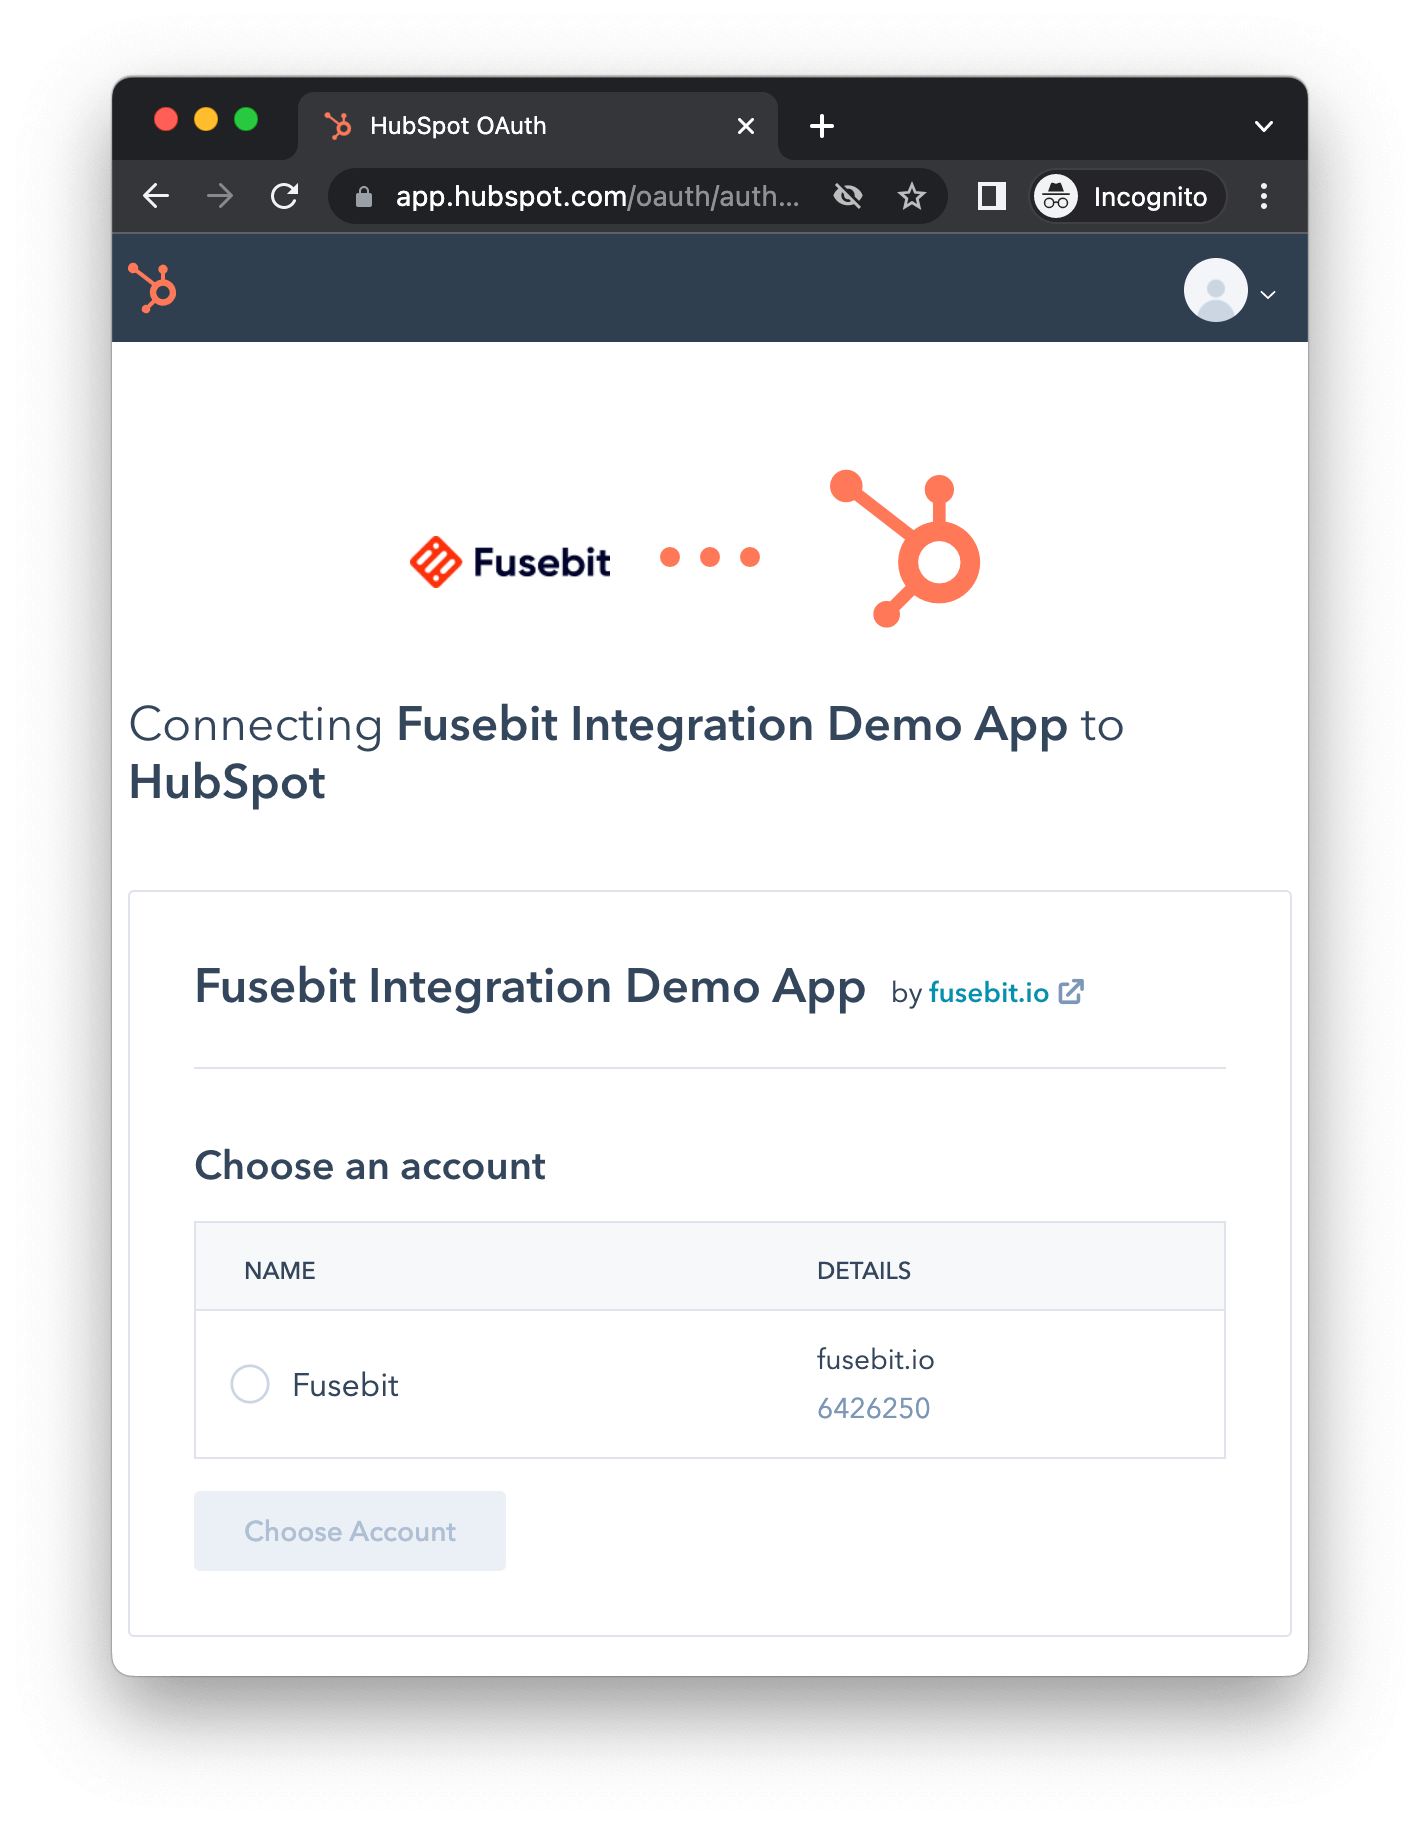 HubSpot OAuth
app.hubspot.com/oauth/auth...
Incognito
Fusebit
Connecting Fusebit Integration Demo App to
HubSpot
Fusebit Integration Demo App by fusebit.io
Choose an account
NAME DETAILS
Fusebit
fusebit.io
6426250
Choose Account